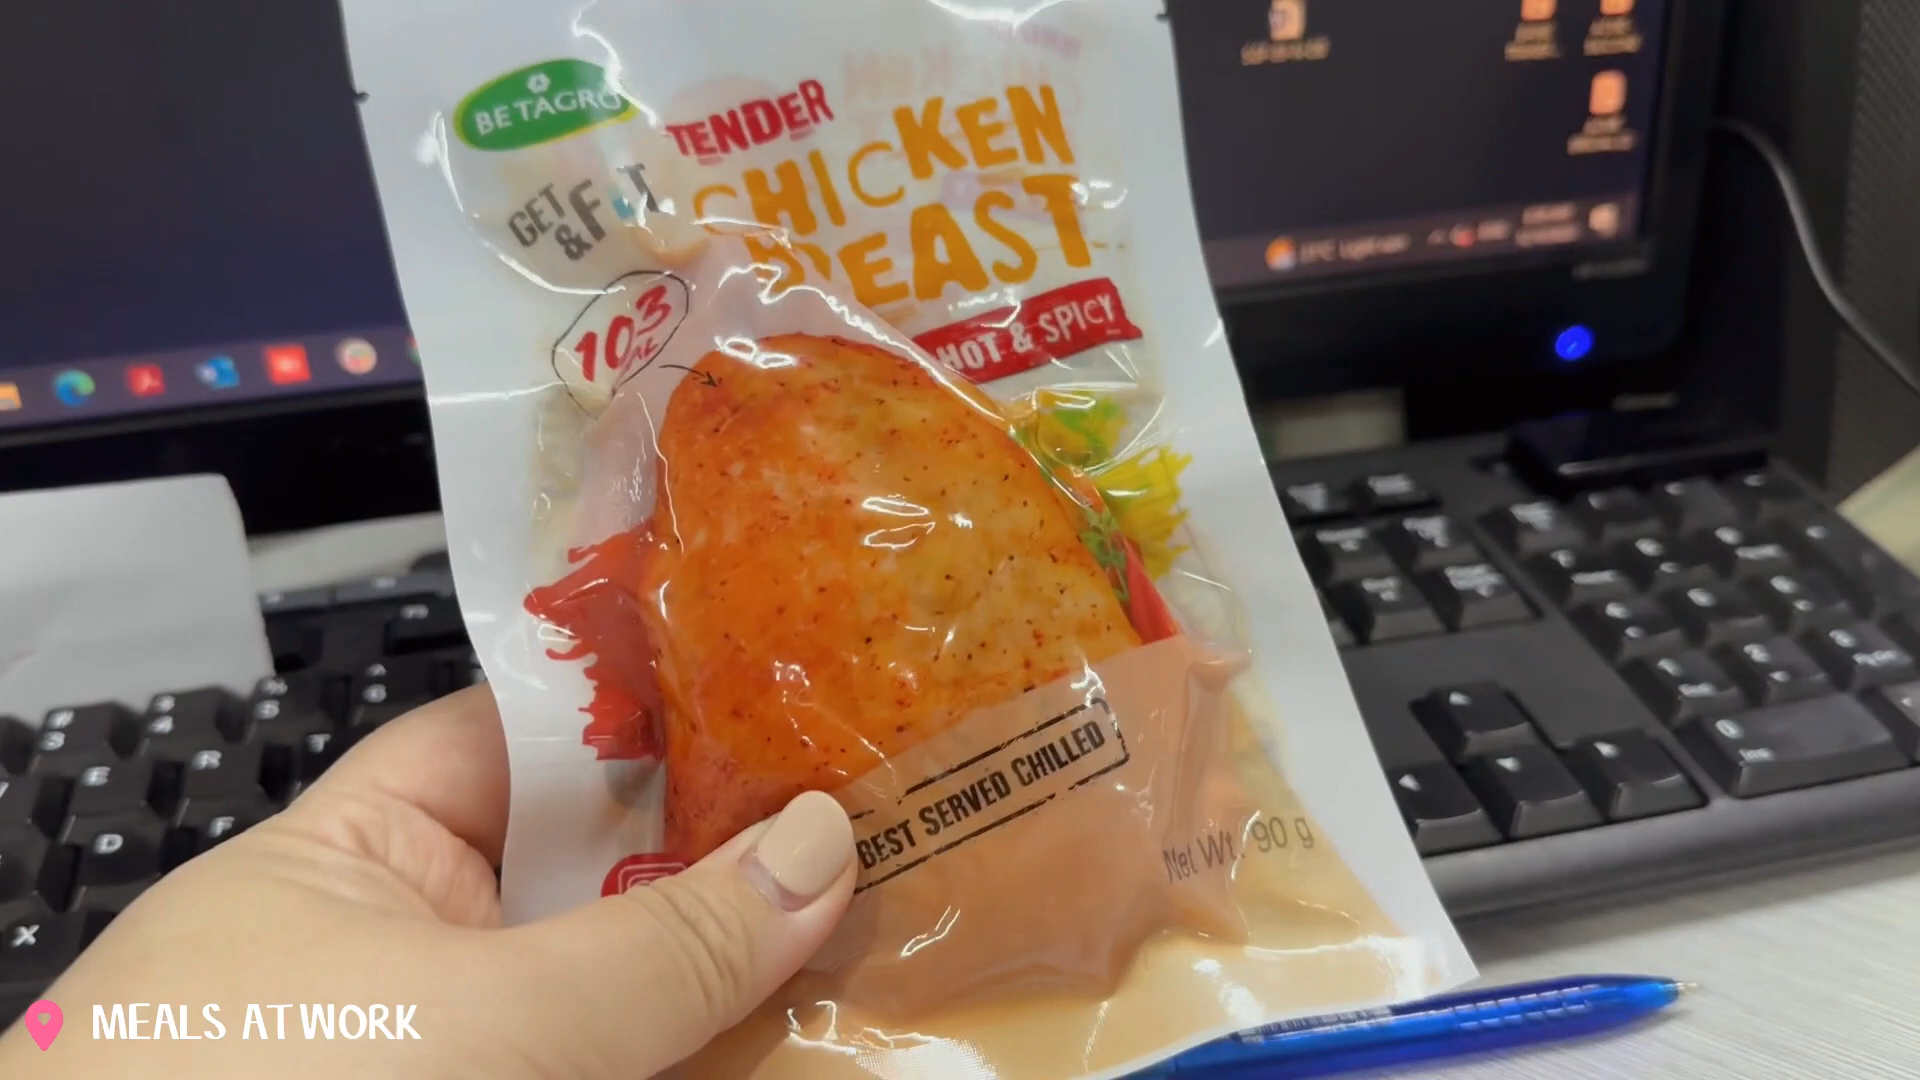 BETAGRO
TENDER
CHICKEN
BREAST
GET
& FIT
103
HOT & SPICY
BEST SERVED CHILLED
Net Wt. 90 g
MEALS AT WORK